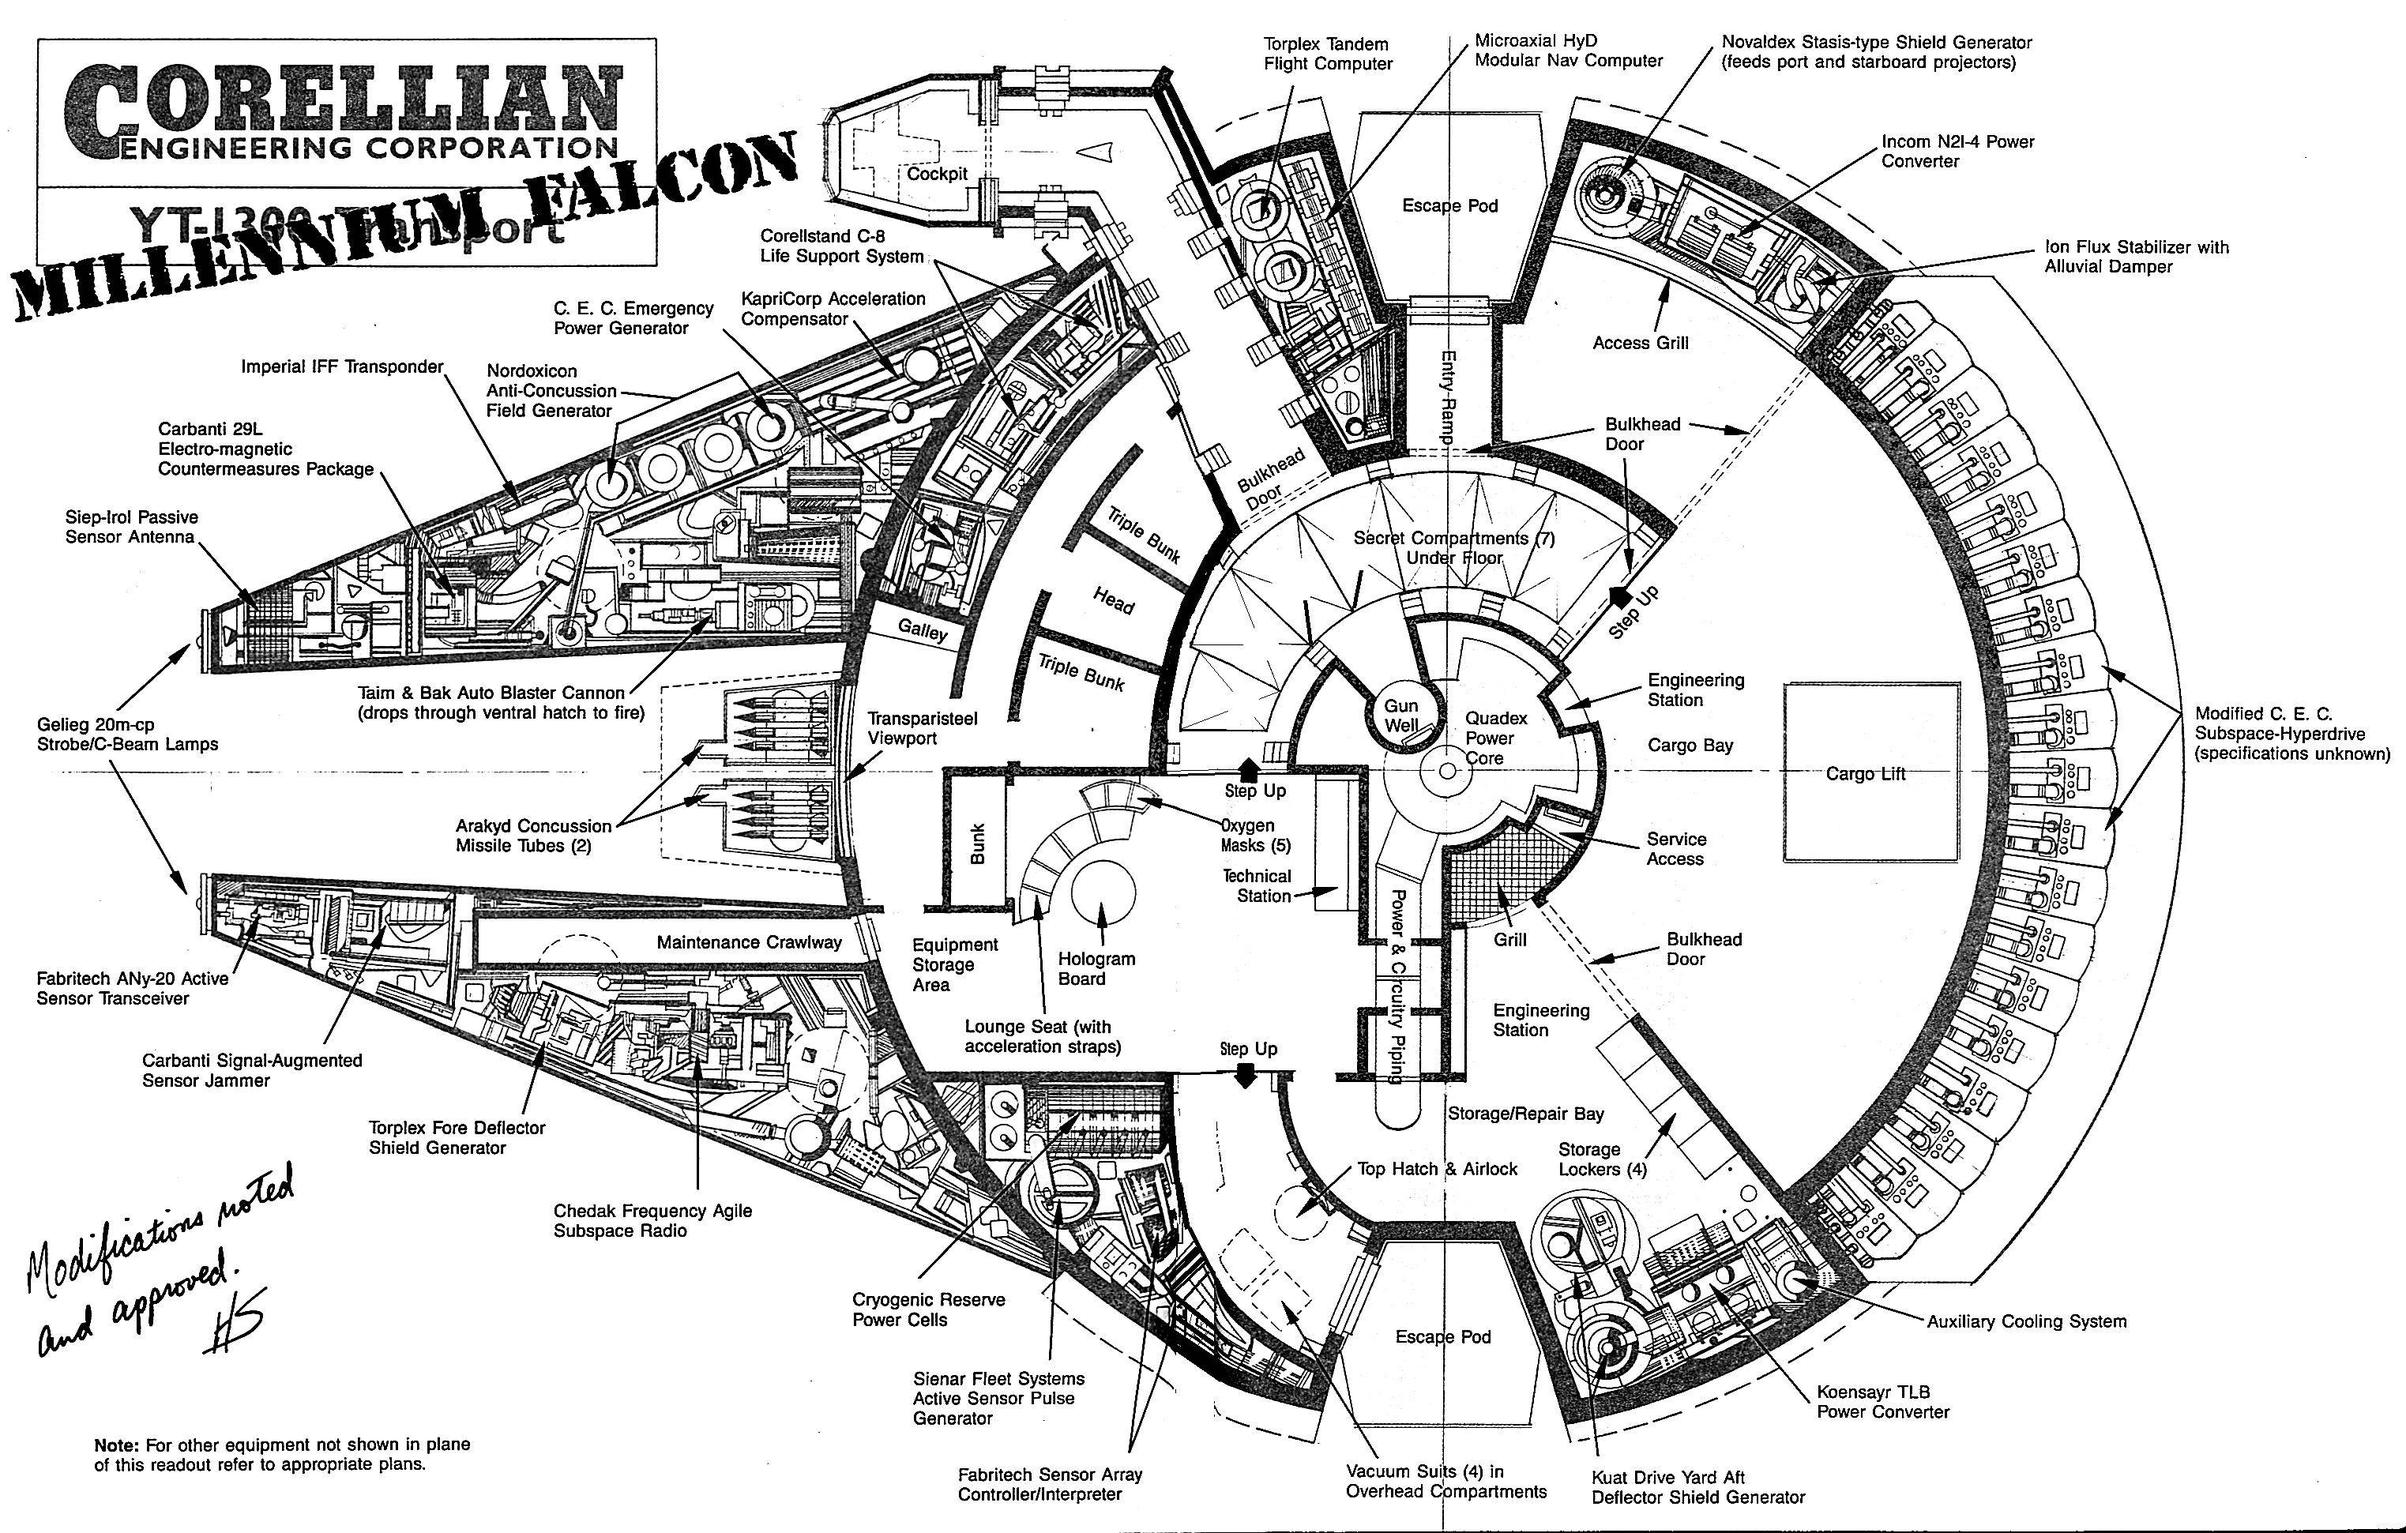 CORELLIAN
ENGINEERING CORPORATION
YT-1300 Transport
MILLENNIUM FALCON
Torplex Tandem
Flight Computer
Microaxial HyD
Modular Nav Computer
Novaldex Stasis-type Shield Generator
(feeds port and starboard projectors)
Incom N2I-4 Power
Converter
Ion Flux Stabilizer with
Alluvial Damper
Cockpit
Escape Pod
Access Grill
Entry-Ramp
Corellstand C-8
Life Support System
C. E. C. Emergency
Power Generator
KapriCorp Acceleration
Compensator
Imperial IFF Transponder
Nordoxicon
Anti-Concussion
Field Generator
Carbanti 29L
Electro-magnetic
Countermeasures Package
Siep-Irol Passive
Sensor Antenna
Bulkhead
Door
Bulkhead
Door
Triple Bunk
Head
Triple Bunk
Galley
Secret Compartments (7)
Under Floor
Step Up
Taim & Bak Auto Blaster Cannon
(drops through ventral hatch to fire)
Gelieg 20m-cp
Strobe/C-Beam Lamps
Transparisteel
Viewport
Gun
Well
Quadex
Power
Core
Engineering
Station
Cargo Bay
Cargo Lift
Modified C. E. C.
Subspace-Hyperdrive
(specifications unknown)
Arakyd Concussion
Missile Tubes (2)
Bunk
Step Up
Oxygen
Masks (5)
Technical
Station
Service
Access
Power & Circuitry Piping
Grill
Bulkhead
Door
Maintenance Crawlway
Equipment
Storage
Area
Hologram
Board
Lounge Seat (with
acceleration straps)
Engineering
Station
Step Up
Fabritech ANy-20 Active
Sensor Transceiver
Carbanti Signal-Augmented
Sensor Jammer
Torplex Fore Deflector
Shield Generator
Chedak Frequency Agile
Subspace Radio
Storage/Repair Bay
Storage
Lockers (4)
Top Hatch & Airlock
Cryogenic Reserve
Power Cells
Sienar Fleet Systems
Active Sensor Pulse
Generator
Fabritech Sensor Array
Controller/Interpreter
Escape Pod
Vacuum Suits (4) in
Overhead Compartments
Auxiliary Cooling System
Koensayr TLB
Power Converter
Kuat Drive Yard Aft
Deflector Shield Generator
Modifications noted
and approved.
HS
Note: For other equipment not shown in plane
of this readout refer to appropriate plans.